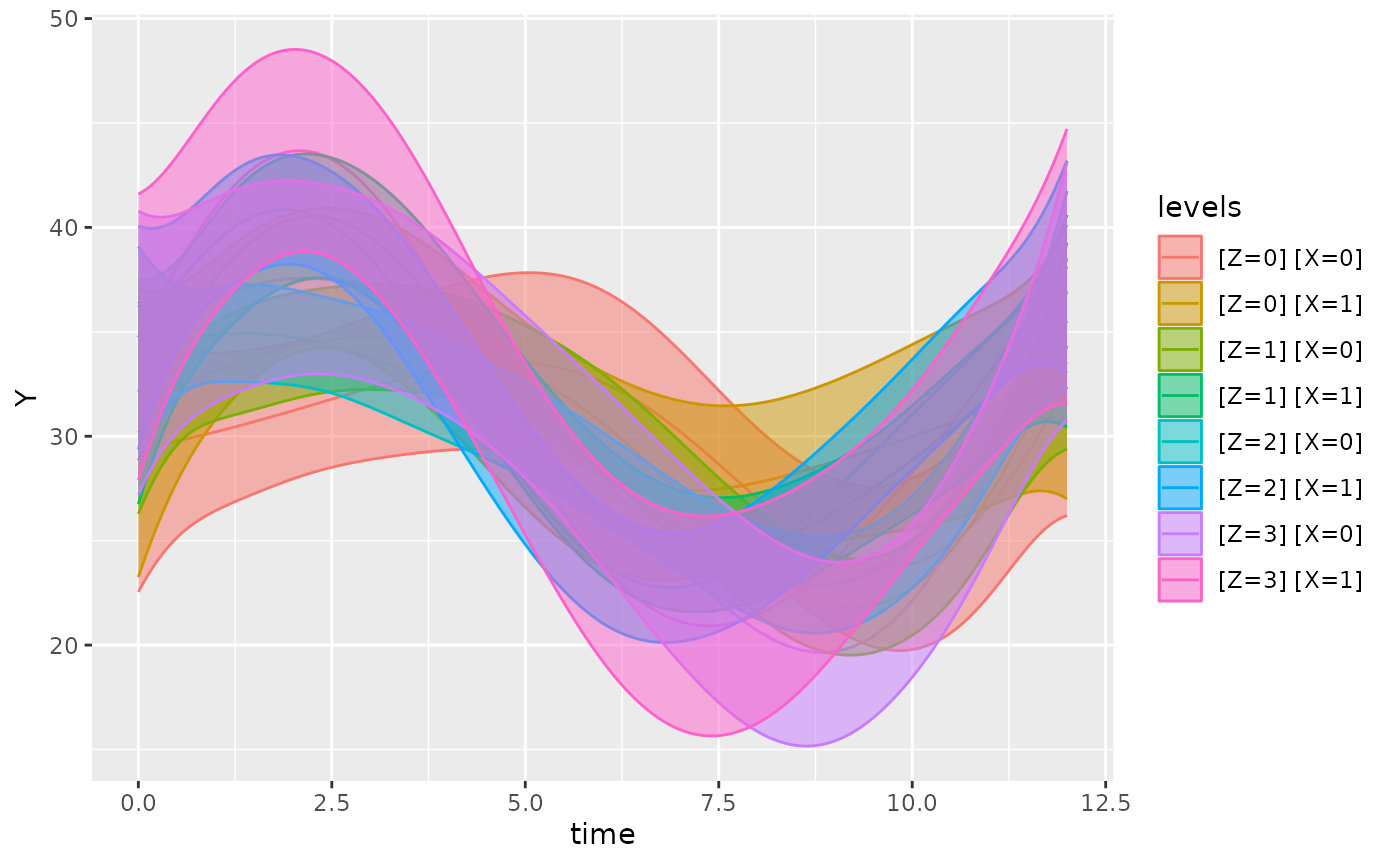 50
40
30
20
Y
0.0 2.5 5.0 7.5 10.0 12.5
time
levels
[Z=0] [X=0]
[Z=0] [X=1]
[Z=1] [X=0]
[Z=1] [X=1]
[Z=2] [X=0]
[Z=2] [X=1]
[Z=3] [X=0]
[Z=3] [X=1]